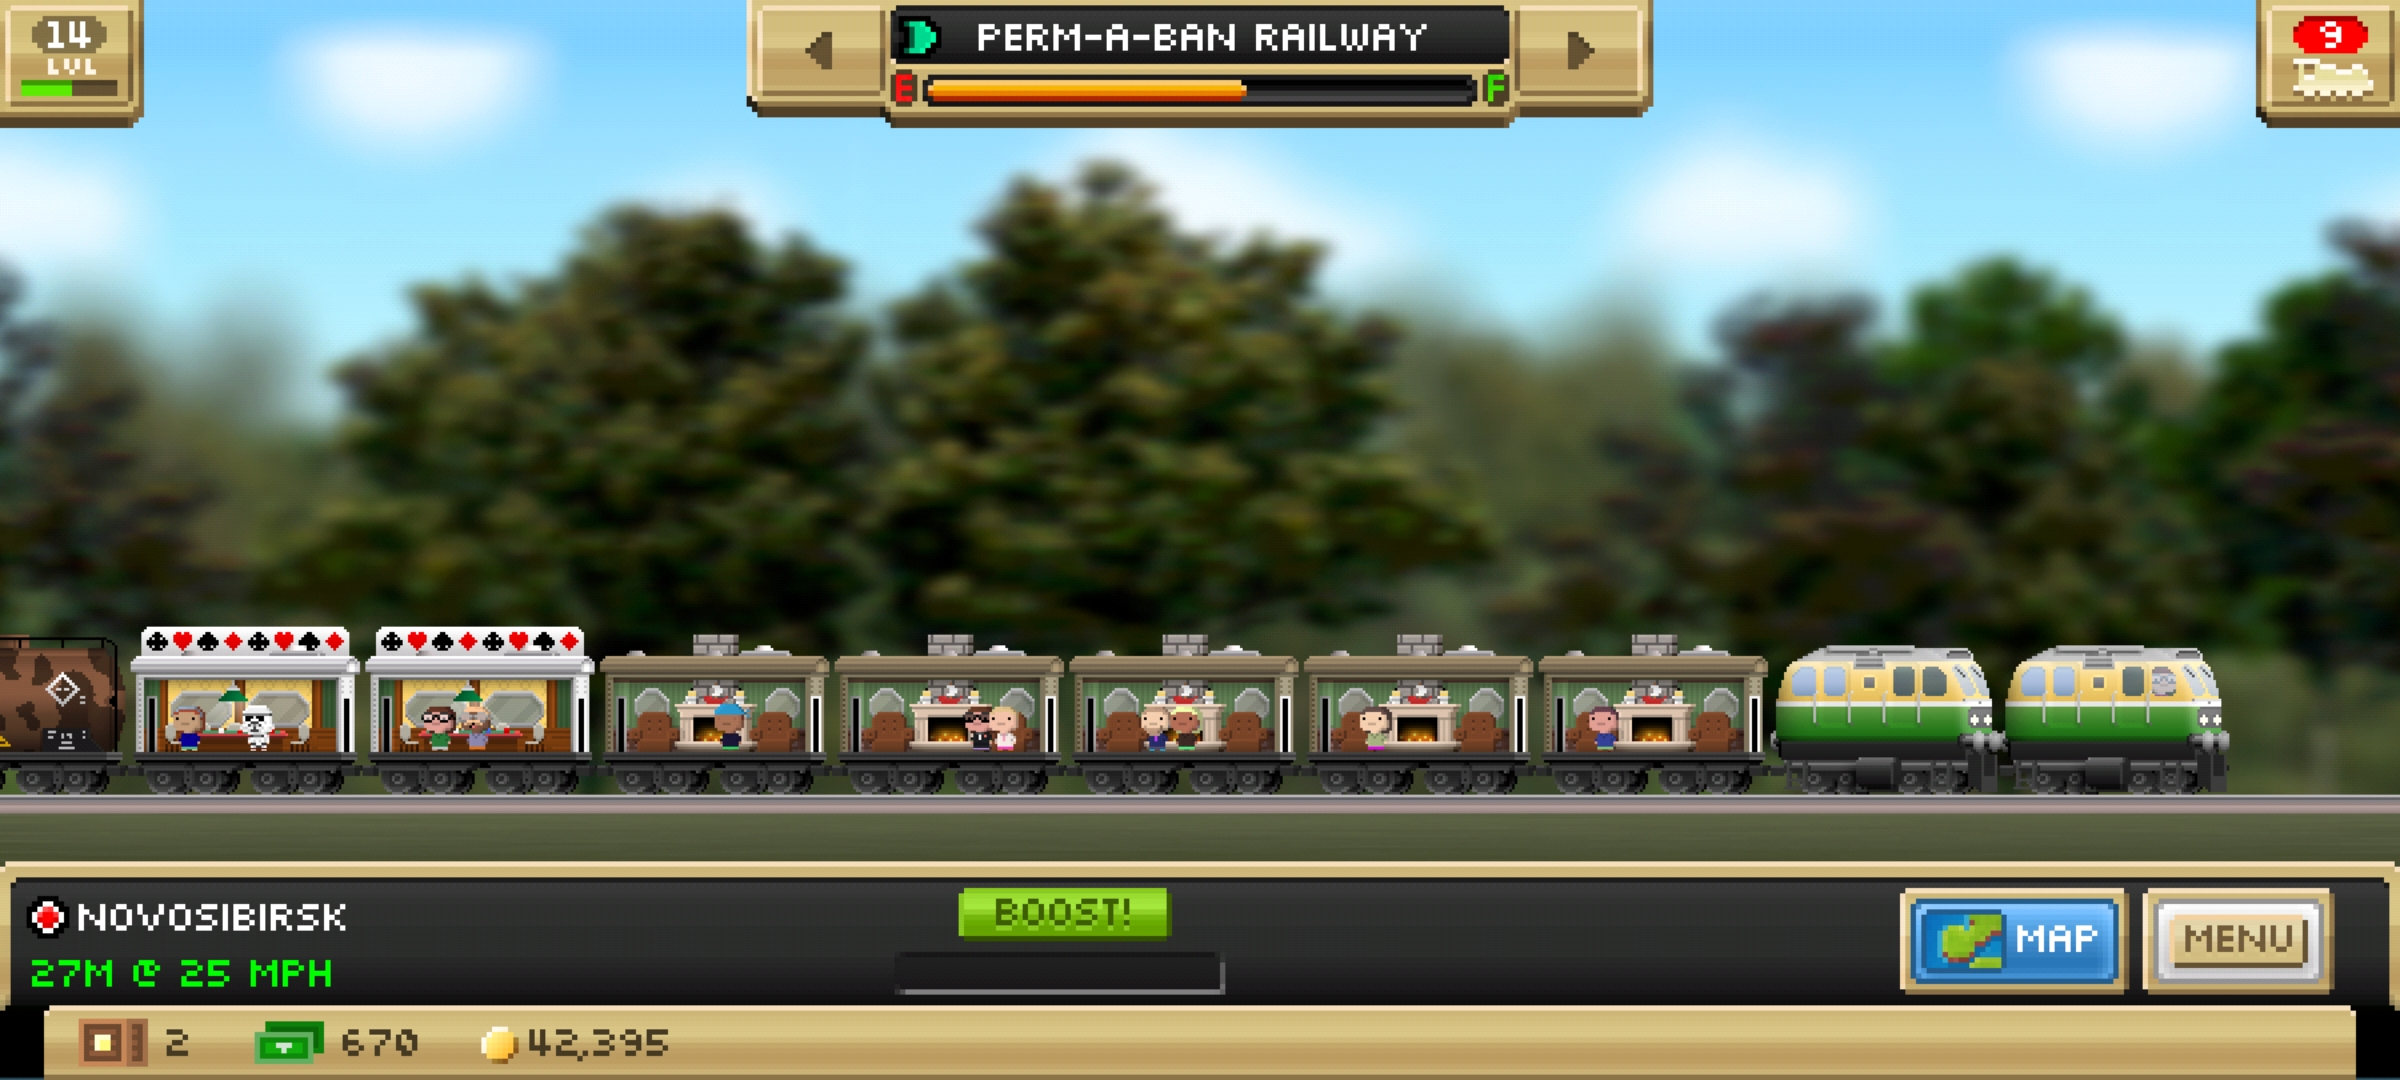 14
LVL
PERM-A-BAN RAILWAY
E
F
9
NOVOSIBIRSK
27M @ 25 MPH
BOOST!
MAP
MENU
2
670
42,395